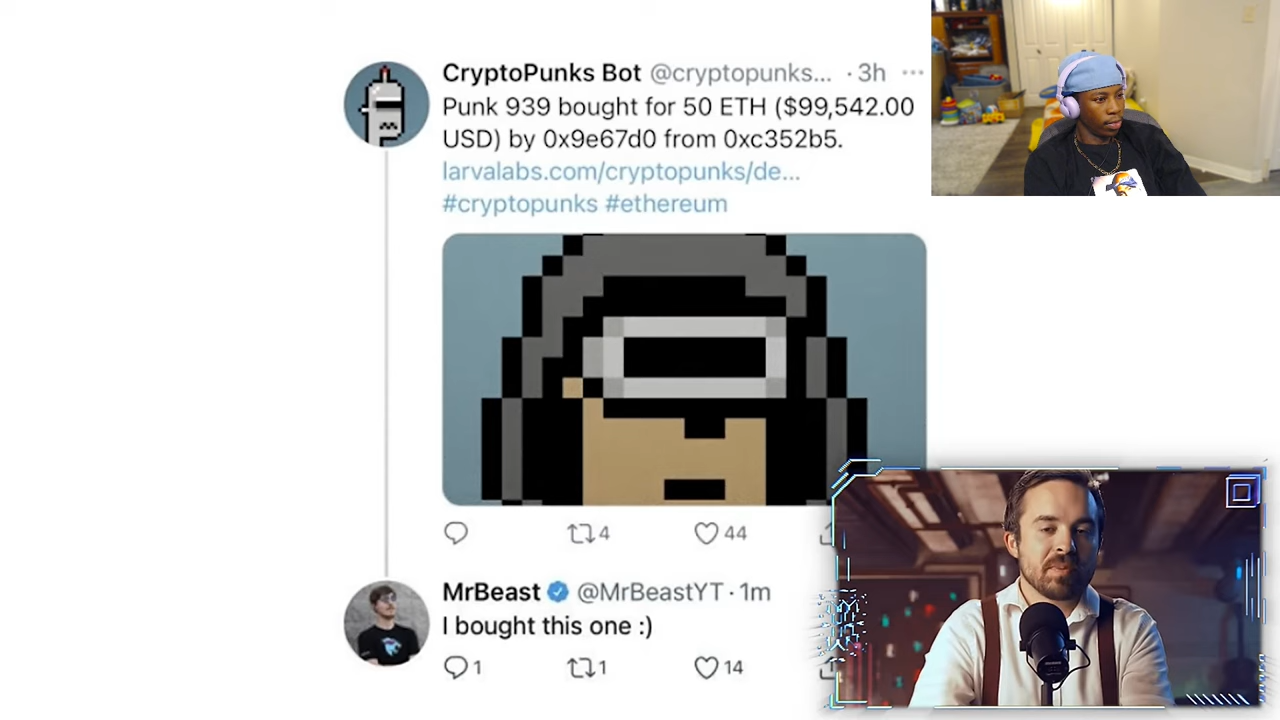 CryptoPunks Bot @cryptopunks... · 3h ...
Punk 939 bought for 50 ETH ($99,542.00
USD) by 0x9e67d0 from 0xc352b5.
larvalabs.com/cryptopunks/de...
#cryptopunks #ethereum
4
44
MrBeast @MrBeastYT · 1m
I bought this one :)
1
1
14